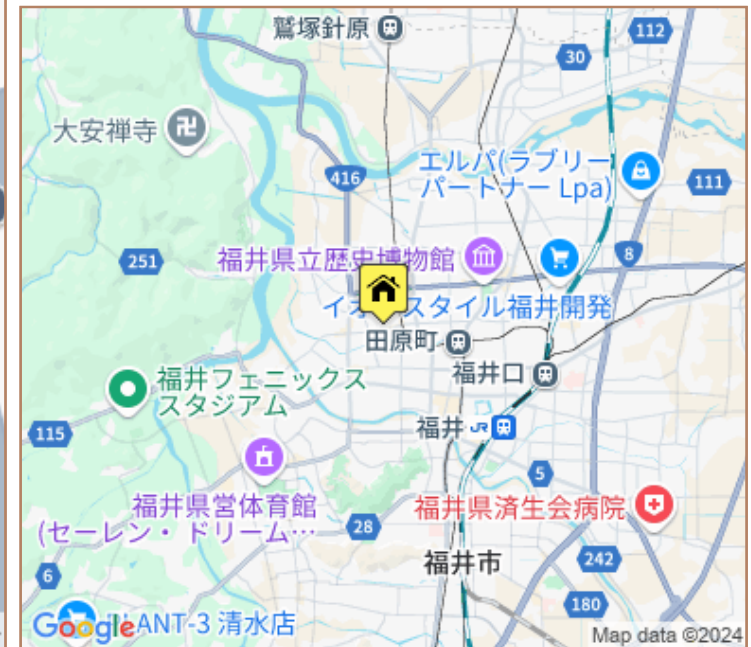 鷲塚針原
112
30
大安禅寺
エルパ(ラブリー
パートナー Lpa)
416
111
251
福井県立歴史博物館
8
イオンスタイル福井開発
田原町
福井口
福井フェニックス
スタジアム
115
福井 JR
5
福井県営体育館
(セーレン・ドリーム…
福井県済生会病院
28
福井市
242
6
180
Google
PLANT-3 清水店
Map data ©2024